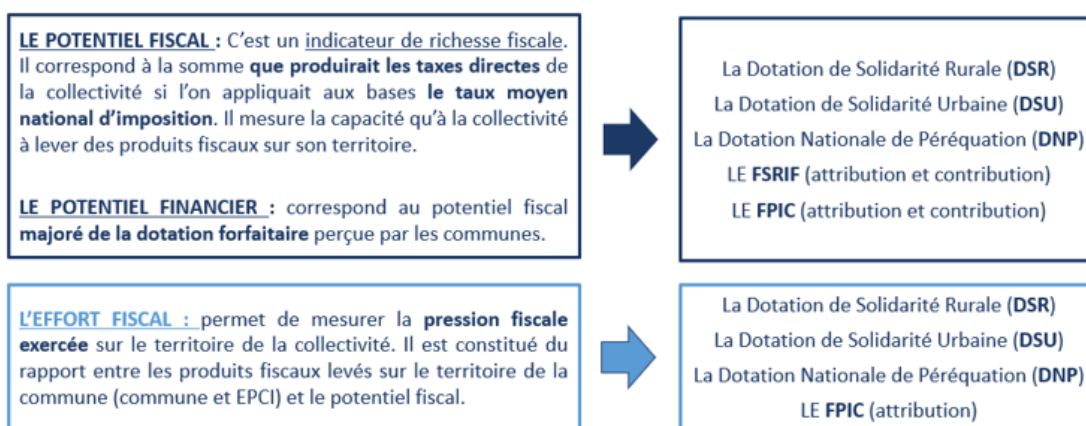 LE POTENTIEL FISCAL : C'est un indicateur de richesse fiscale.
Il correspond à la somme que produirait les taxes directes de
la collectivité si l'on appliquait aux bases le taux moyen
national d'imposition. Il mesure la capacité qu'à la collectivité
à lever des produits fiscaux sur son territoire.
LE POTENTIEL FINANCIER : correspond au potentiel fiscal
majoré de la dotation forfaitaire perçue par les communes.
La Dotation de Solidarité Rurale (DSR)
La Dotation de Solidarité Urbaine (DSU)
La Dotation Nationale de Péréquation (DNP)
LE FSRIF (attribution et contribution)
LE FPIC (attribution et contribution)
L'EFFORT FISCAL : permet de mesurer la pression fiscale
exercée sur le territoire de la collectivité. Il est constitué du
rapport entre les produits fiscaux levés sur le territoire de la
commune (commune et EPCI) et le potentiel fiscal.
La Dotation de Solidarité Rurale (DSR)
La Dotation de Solidarité Urbaine (DSU)
La Dotation Nationale de Péréquation (DNP)
LE FPIC (attribution)